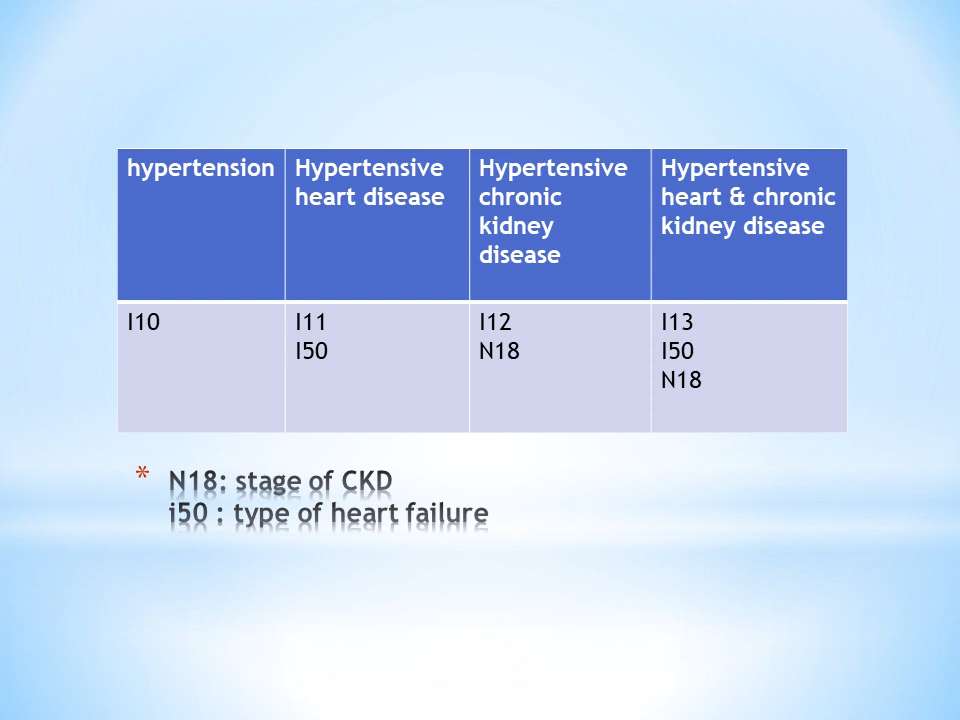 hypertension
Hypertensive
heart disease
Hypertensive
chronic
kidney
disease
Hypertensive
heart & chronic
kidney disease
I10
I11
I50
I12
N18
I13
I50
N18
* N18: stage of CKD
i50 : type of heart failure